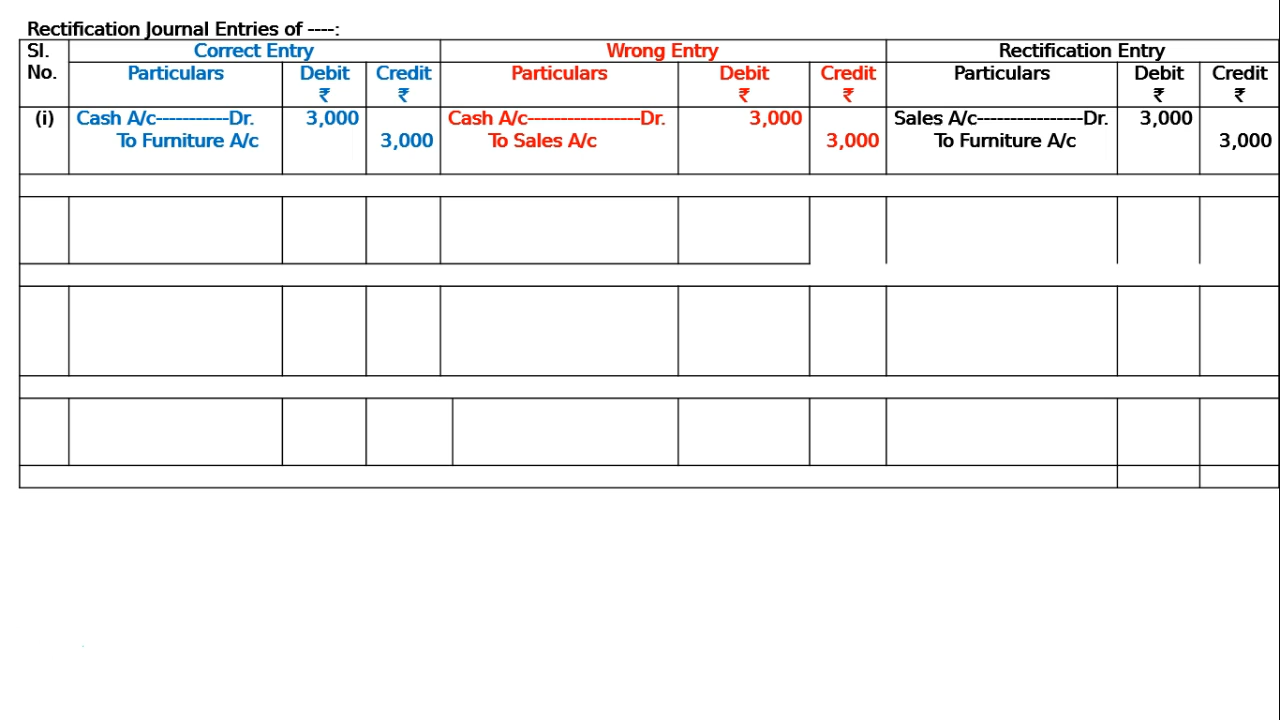 Rectification Journal Entries of ----:
Sl. No. Correct Entry Wrong Entry Rectification Entry
Particulars Debit ₹ Credit ₹ Particulars Debit ₹ Credit ₹ Particulars Debit ₹ Credit ₹
(i) Cash A/c-----------Dr. 3,000 Cash A/c-----------------Dr. 3,000 Sales A/c----------------Dr. 3,000
To Furniture A/c 3,000 To Sales A/c 3,000 To Furniture A/c 3,000